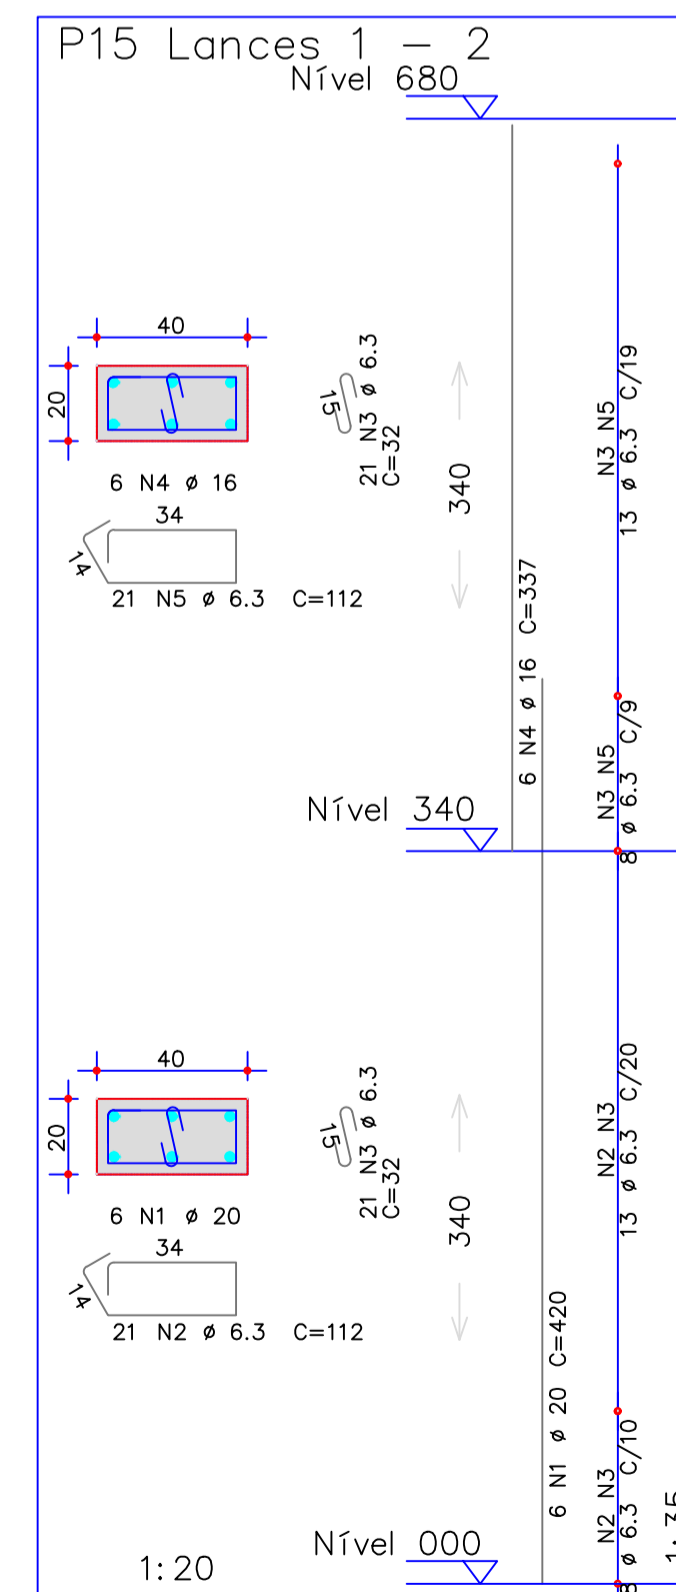 P15 Lances 1 - 2
Nível 680
40
20
6 N4 ø 16
34
14
21 N5 ø 6.3 C=112
15
21 N3 ø 6.3
C=32
340
6 N4 ø 16 C=337
N3 N5
13 ø 6.3 C/19
N3 N5
8 ø 6.3 C/9
Nível 340
40
20
6 N1 ø 20
34
14
21 N2 ø 6.3 C=112
15
21 N3 ø 6.3
C=32
340
6 N1 ø 20 C=420
N2 N3
13 ø 6.3 C/20
N2 N3
8 ø 6.3 C/10
Nível 000
1:20
1:35